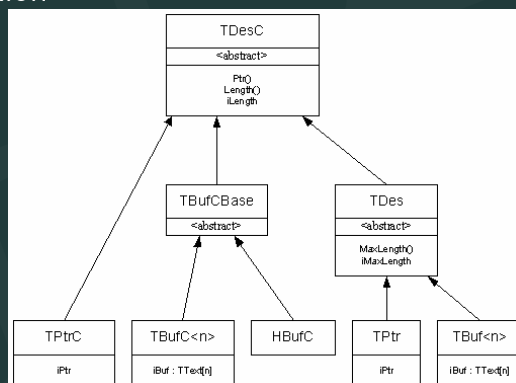 TDesC
<abstract>
Ptr()
Length()
iLength
TBufCBase
<abstract>
TDes
<abstract>
MaxLength()
iMaxLength
TPtrC
iPtr
TBufC<n>
iBuf : TText[n]
HBufC
TPtr
iPtr
TBuf<n>
iBuf : TText[n]